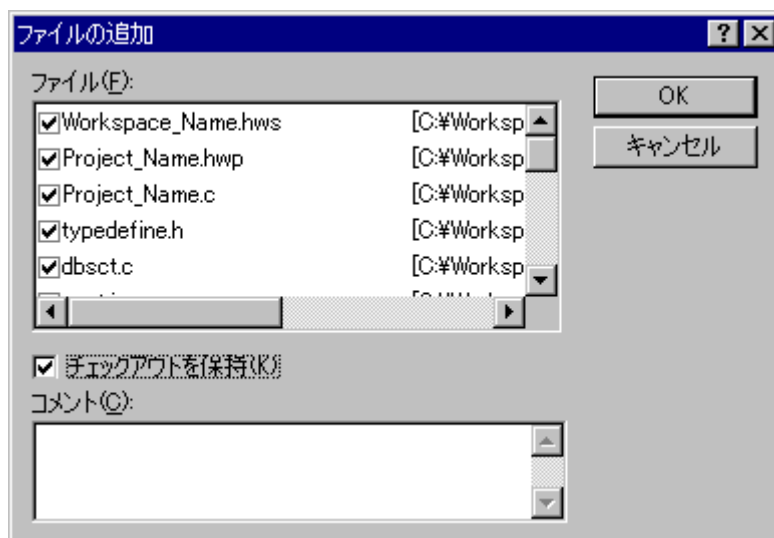 ファイルの追加
ファイル(F):
Workspace_Name.hws [C:¥Worksp
Project_Name.hwp [C:¥Worksp
Project_Name.c [C:¥Worksp
typedefine.h [C:¥Worksp
dbsct.c [C:¥Worksp
OK
キャンセル
チェックアウトを保持(K)
コメント(C):